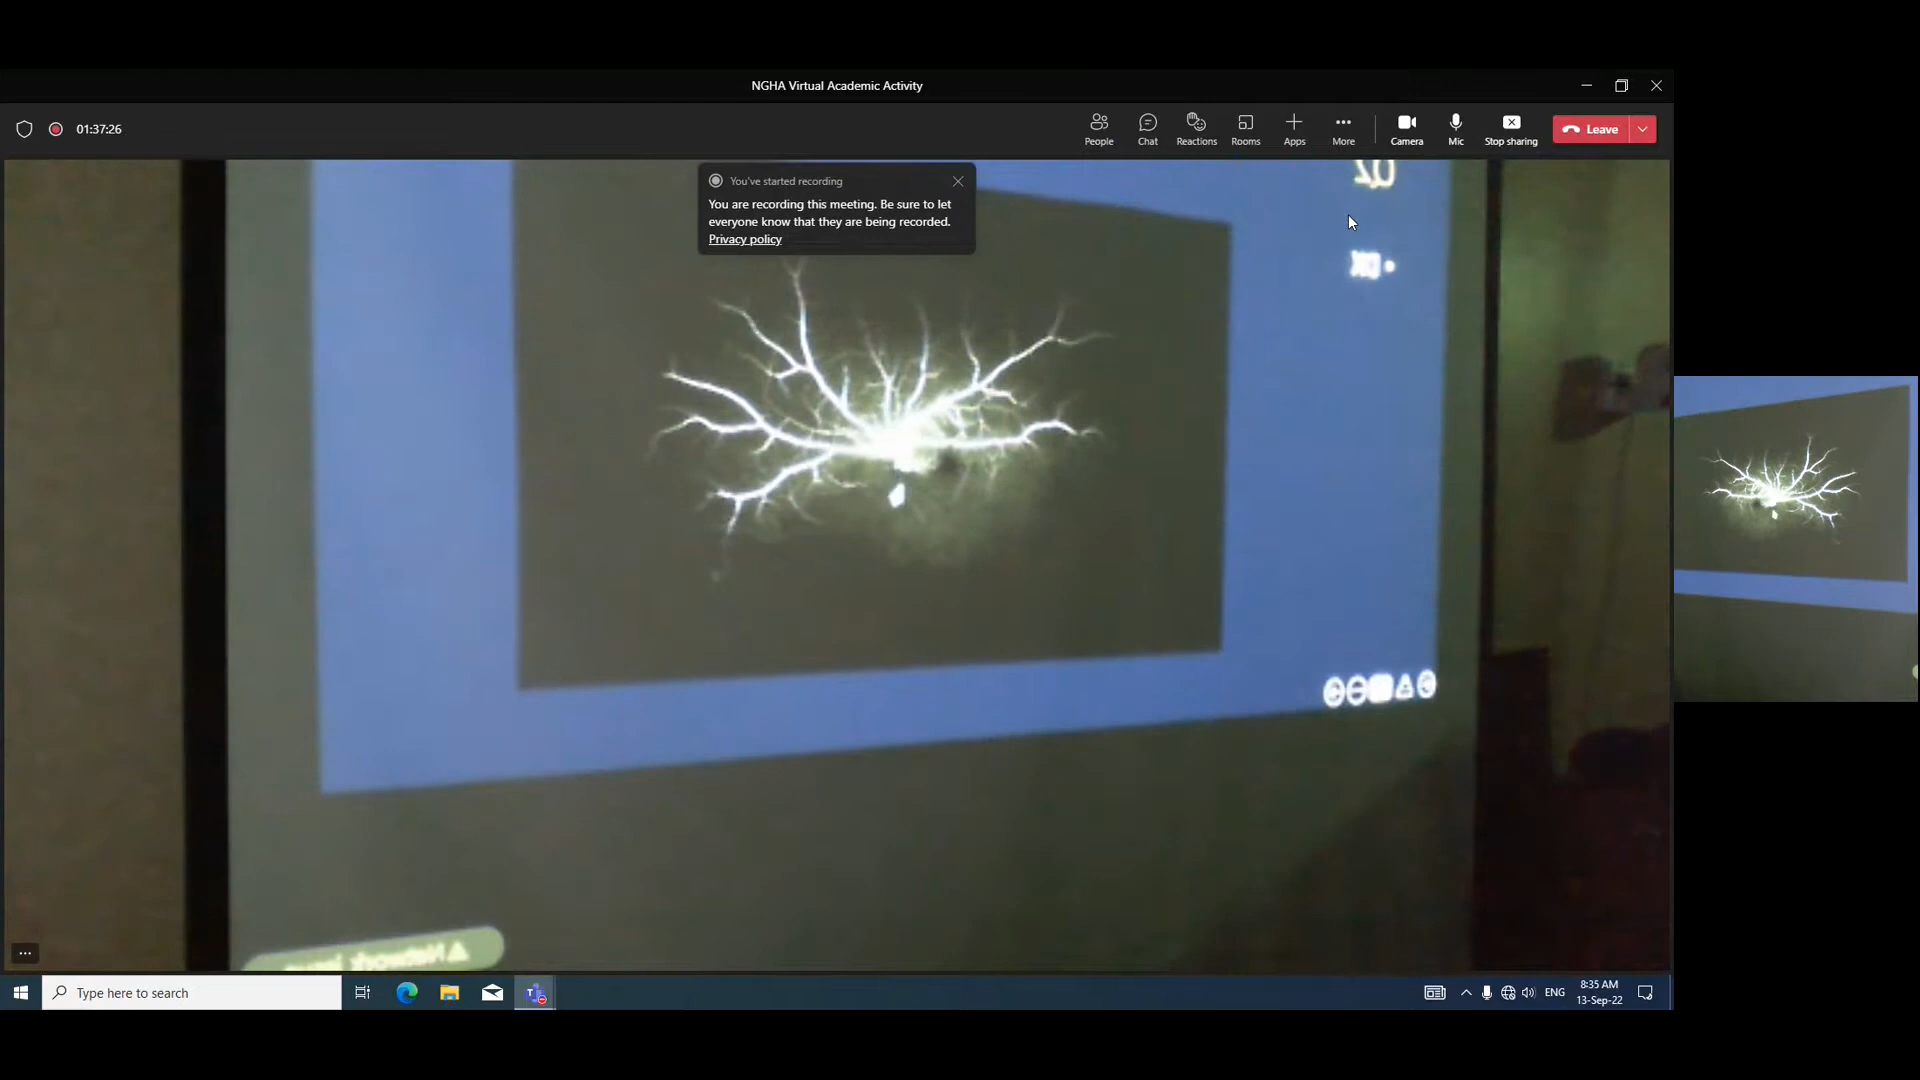 NGHA Virtual Academic Activity
01:37:26
People
Chat
Reactions
Rooms
Apps
More
Camera
Mic
Stop sharing
Leave
You've started recording
You are recording this meeting. Be sure to let
everyone know that they are being recorded.
Privacy policy
Q2
• DX
Type here to search
ENG
8:35 AM
13-Sep-22